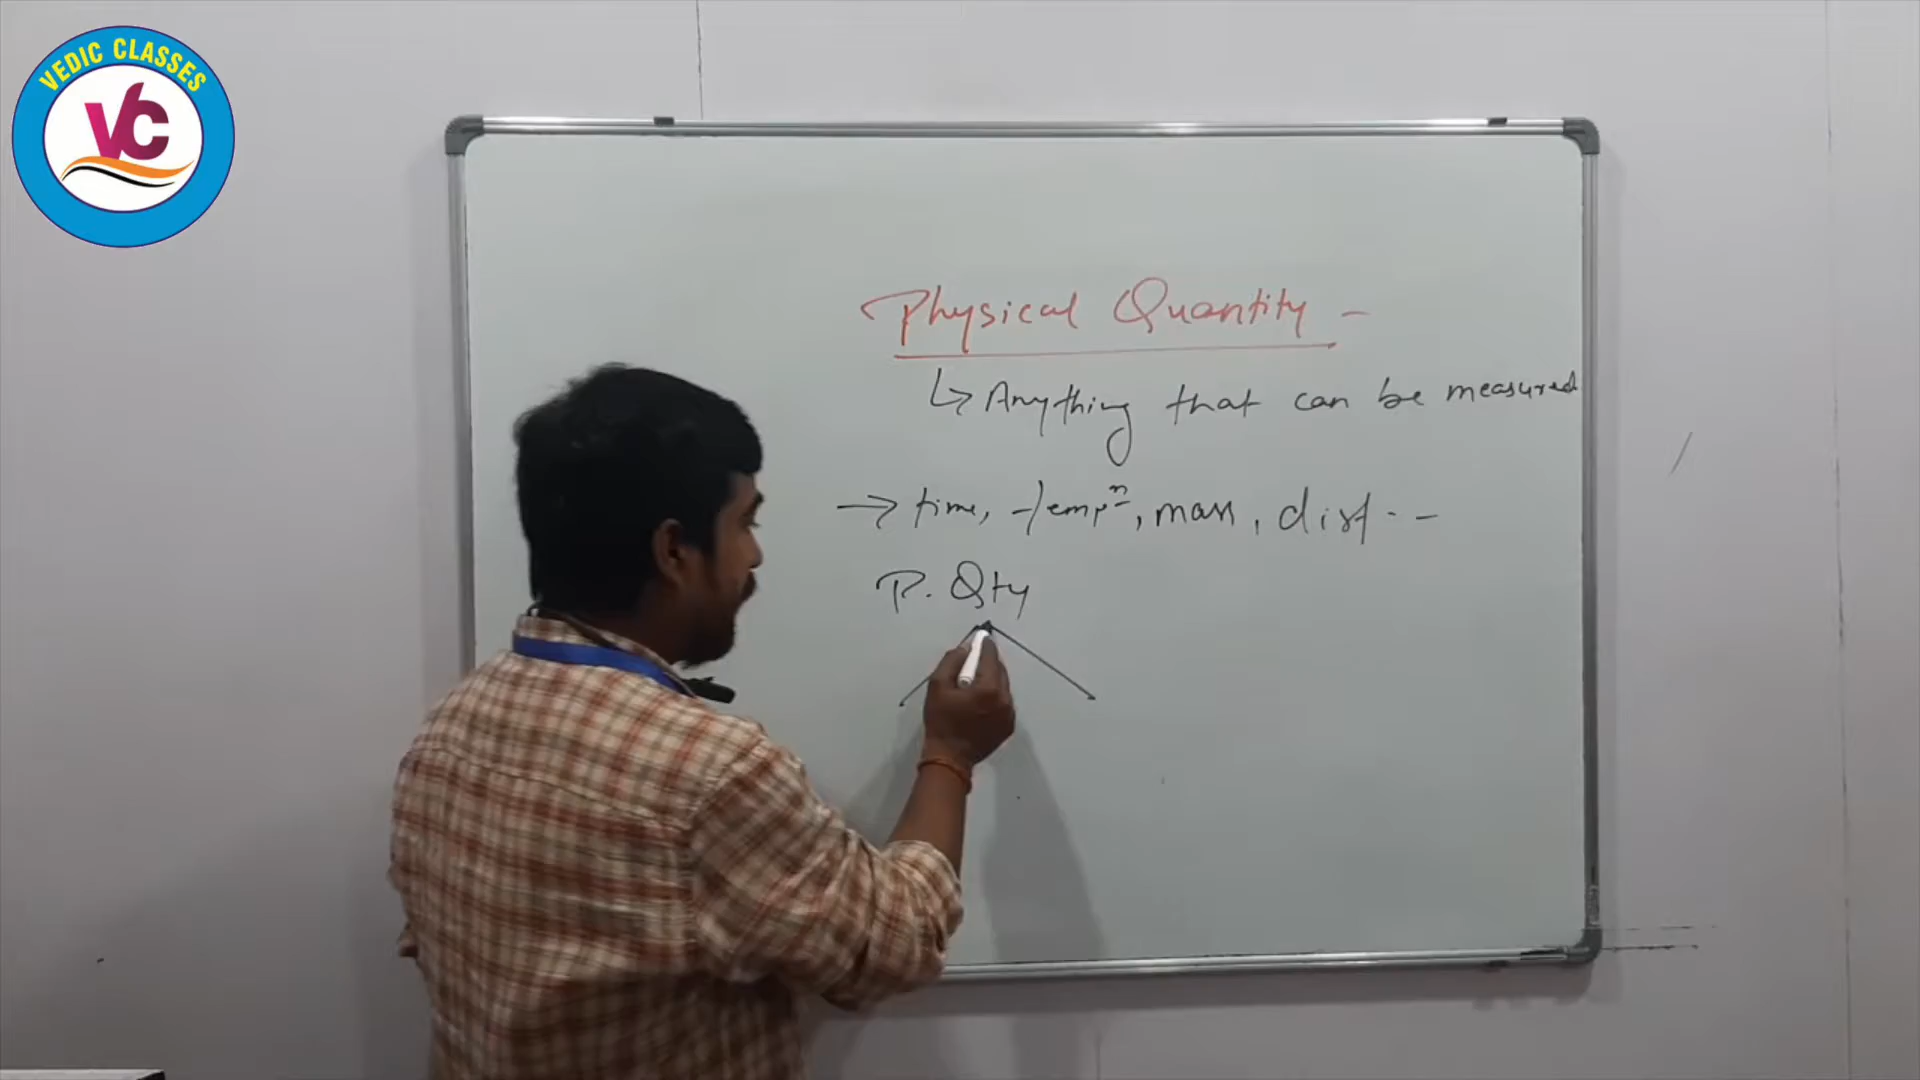 VEDIC CLASSES
VC
Physical Quantity -
↳ Anything that can be measured
→ time, Tempⁿ, mass, dist. -
P. Qty